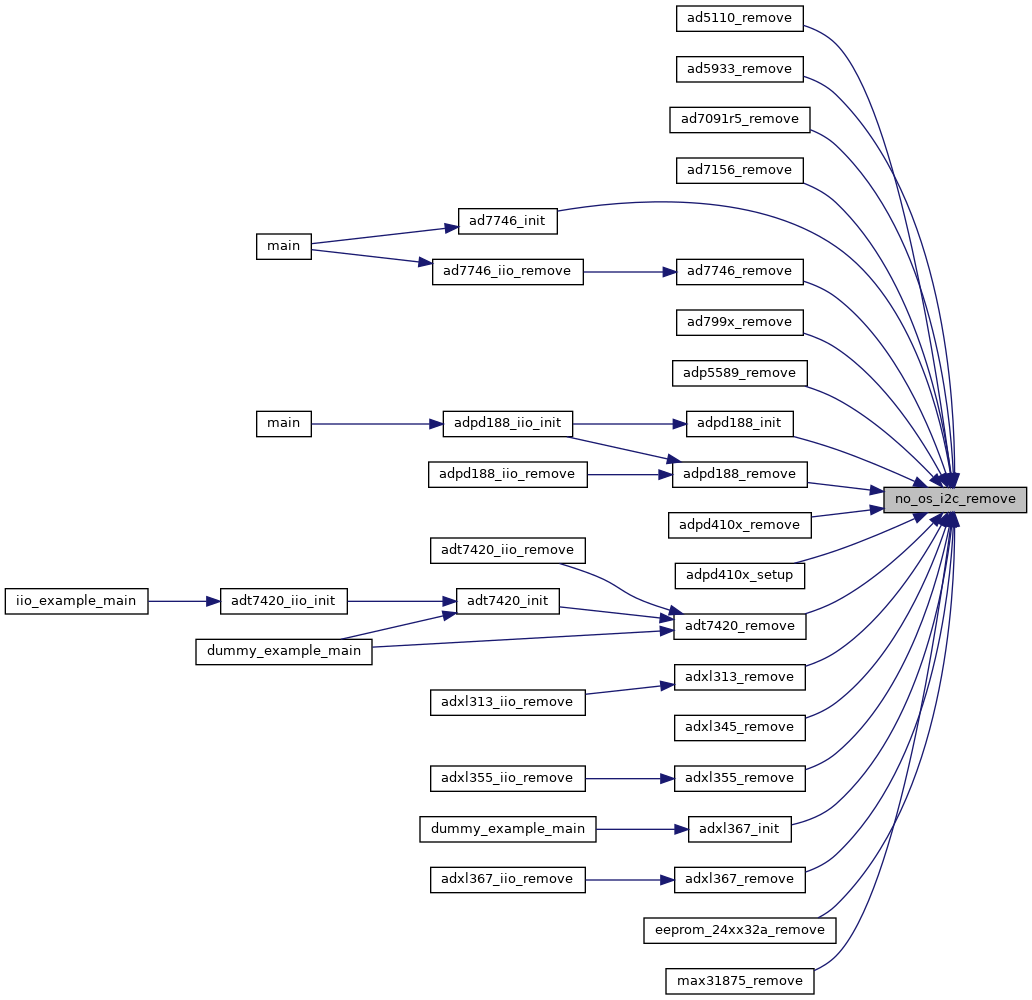 ad5110_remove
ad5933_remove
ad7091r5_remove
ad7156_remove
ad7746_init
main
ad7746_iio_remove
ad7746_remove
ad799x_remove
adp5589_remove
main
adpd188_iio_init
adpd188_init
adpd188_iio_remove
adpd188_remove
no_os_i2c_remove
adpd410x_remove
adt7420_iio_remove
adpd410x_setup
iio_example_main
adt7420_iio_init
adt7420_init
adt7420_remove
dummy_example_main
adxl313_remove
adxl313_iio_remove
adxl345_remove
adxl355_iio_remove
adxl355_remove
dummy_example_main
adxl367_init
adxl367_iio_remove
adxl367_remove
eeprom_24xx32a_remove
max31875_remove